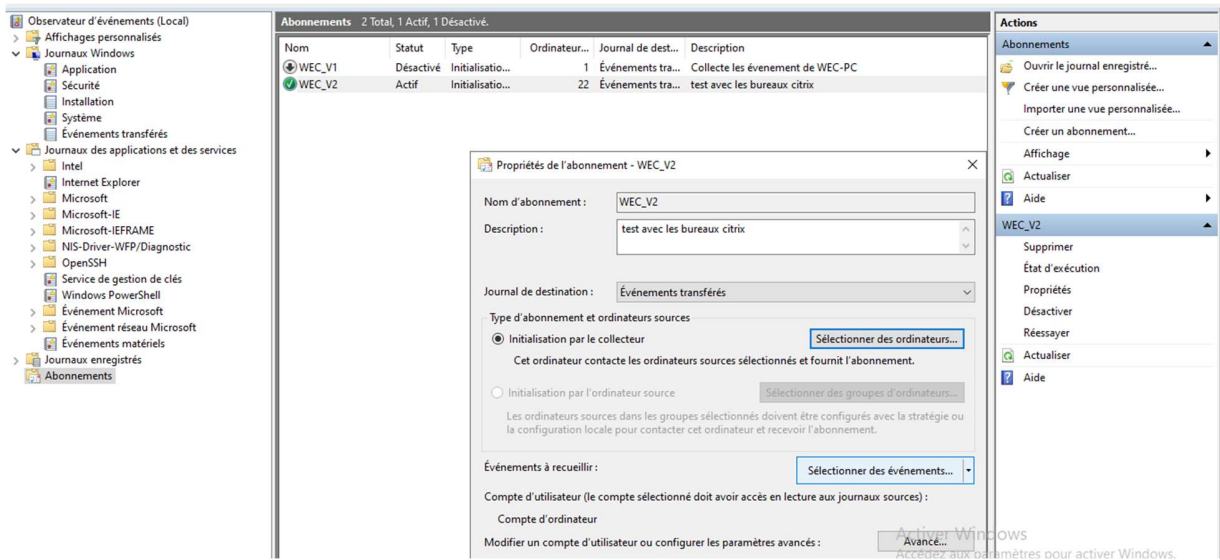 Observateur d'événements (Local)
Affichages personnalisés
Journaux Windows
Application
Sécurité
Installation
Système
Événements transférés
Journaux des applications et des services
Intel
Internet Explorer
Microsoft
Microsoft-IE
Microsoft-IEFRAME
NIS-Driver-WFP/Diagnostic
OpenSSH
Service de gestion de clés
Windows PowerShell
Événement Microsoft
Événement réseau Microsoft
Événements matériels
Journaux enregistrés
Abonnements
Abonnements 2 Total, 1 Actif, 1 Désactivé.
Nom Statut Type Ordinateur... Journal de dest... Description
WEC_V1 Désactivé Initialisatio... 1 Événements tra... Collecte les évenement de WEC-PC
WEC_V2 Actif Initialisatio... 22 Événements tra... test avec les bureaux citrix
Propriétés de l'abonnement - WEC_V2
Nom d'abonnement : WEC_V2
Description : test avec les bureaux citrix
Journal de destination : Événements transférés
Type d'abonnement et ordinateurs sources
Initialisation par le collecteur Sélectionner des ordinateurs...
Cet ordinateur contacte les ordinateurs sources sélectionnés et fournit l'abonnement.
Initialisation par l'ordinateur source Sélectionner des groupes d'ordinateurs...
Les ordinateurs sources dans les groupes sélectionnés doivent être configurés avec la stratégie ou
la configuration locale pour contacter cet ordinateur et recevoir l'abonnement.
Événements à recueillir : Sélectionner des événements...
Compte d'utilisateur (le compte sélectionné doit avoir accès en lecture aux journaux sources) :
Compte d'ordinateur
Modifier un compte d'utilisateur ou configurer les paramètres avancés : Avancé...
Activer Windows
Accédez aux paramètres pour activer Windows.
Actions
Abonnements
Ouvrir le journal enregistré...
Créer une vue personnalisée...
Importer une vue personnalisée...
Créer un abonnement...
Affichage
Actualiser
Aide
WEC_V2
Supprimer
État d'exécution
Propriétés
Désactiver
Réessayer
Actualiser
Aide